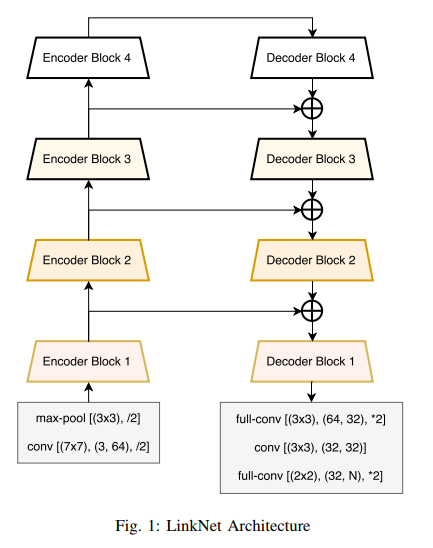 Encoder Block 4
Decoder Block 4
Encoder Block 3
Decoder Block 3
Encoder Block 2
Decoder Block 2
Encoder Block 1
Decoder Block 1
max-pool [(3x3), /2]
conv [(7x7), (3, 64), /2]
full-conv [(3x3), (64, 32), *2]
conv [(3x3), (32, 32)]
full-conv [(2x2), (32, N), *2]
Fig. 1: LinkNet Architecture